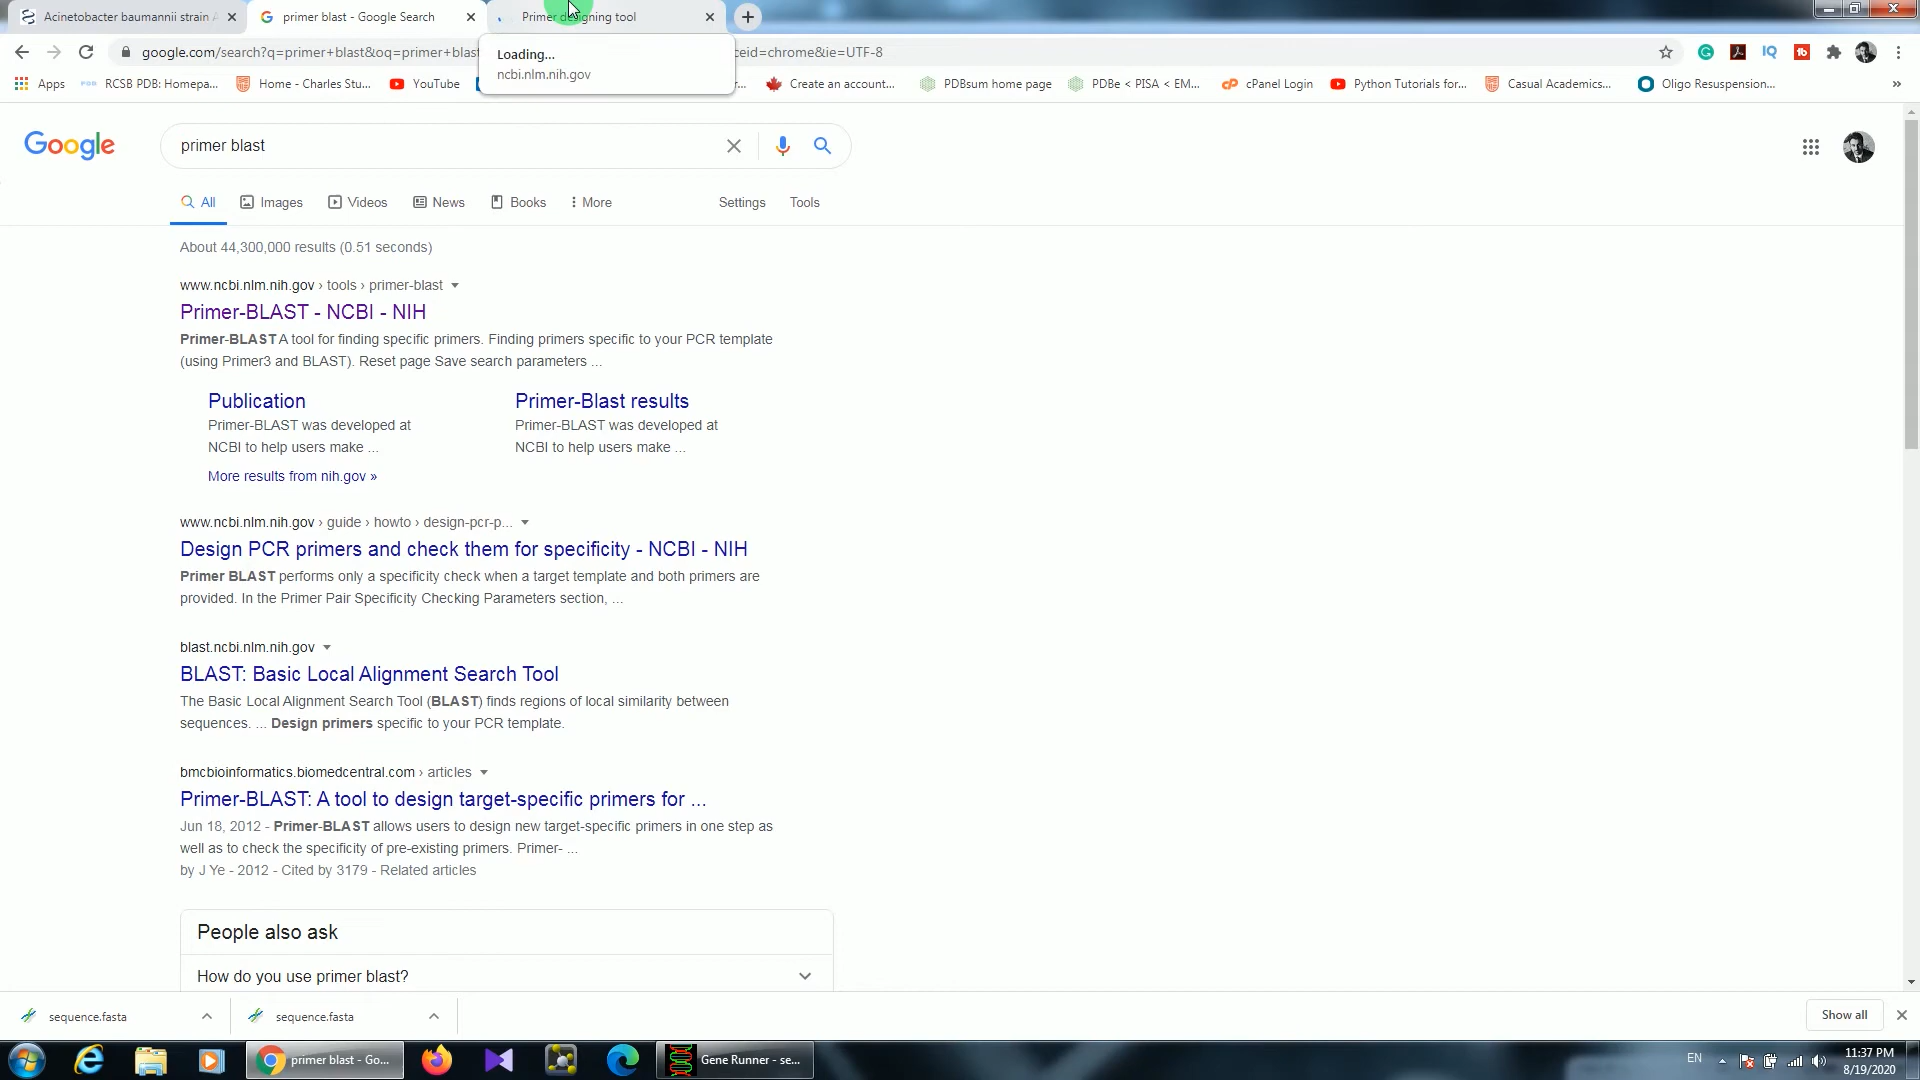 Acinetobacter baumannii strain
primer blast - Google Search
Primer designing tool
google.com/search?q=primer+blast&oq=primer+blast
ceid=chrome&ie=UTF-8
Loading...
ncbi.nlm.nih.gov
Apps
RCSB PDB: Homepa...
Home - Charles Stu...
YouTube
Create an account...
PDBsum home page
PDBe < PISA < EM...
cPanel Login
Python Tutorials for...
Casual Academics...
Oligo Resuspension...
»
Google
primer blast
All
Images
Videos
News
Books
More
Settings
Tools
About 44,300,000 results (0.51 seconds)
www.ncbi.nlm.nih.gov › tools › primer-blast
Primer-BLAST - NCBI - NIH
Primer-BLAST A tool for finding specific primers. Finding primers specific to your PCR template
(using Primer3 and BLAST). Reset page Save search parameters ...
Publication
Primer-BLAST was developed at
NCBI to help users make ...
Primer-Blast results
Primer-BLAST was developed at
NCBI to help users make ...
More results from nih.gov »
www.ncbi.nlm.nih.gov › guide › howto › design-pcr-p...
Design PCR primers and check them for specificity - NCBI - NIH
Primer BLAST performs only a specificity check when a target template and both primers are
provided. In the Primer Pair Specificity Checking Parameters section, ...
blast.ncbi.nlm.nih.gov
BLAST: Basic Local Alignment Search Tool
The Basic Local Alignment Search Tool (BLAST) finds regions of local similarity between
sequences. ... Design primers specific to your PCR template.
bmcbioinformatics.biomedcentral.com › articles
Primer-BLAST: A tool to design target-specific primers for ...
Jun 18, 2012 - Primer-BLAST allows users to design new target-specific primers in one step as
well as to check the specificity of pre-existing primers. Primer- ...
by J Ye - 2012 - Cited by 3179 - Related articles
People also ask
How do you use primer blast?
sequence.fasta
sequence.fasta
Show all
primer blast - Go...
Gene Runner - se...
EN
11:37 PM
8/19/2020